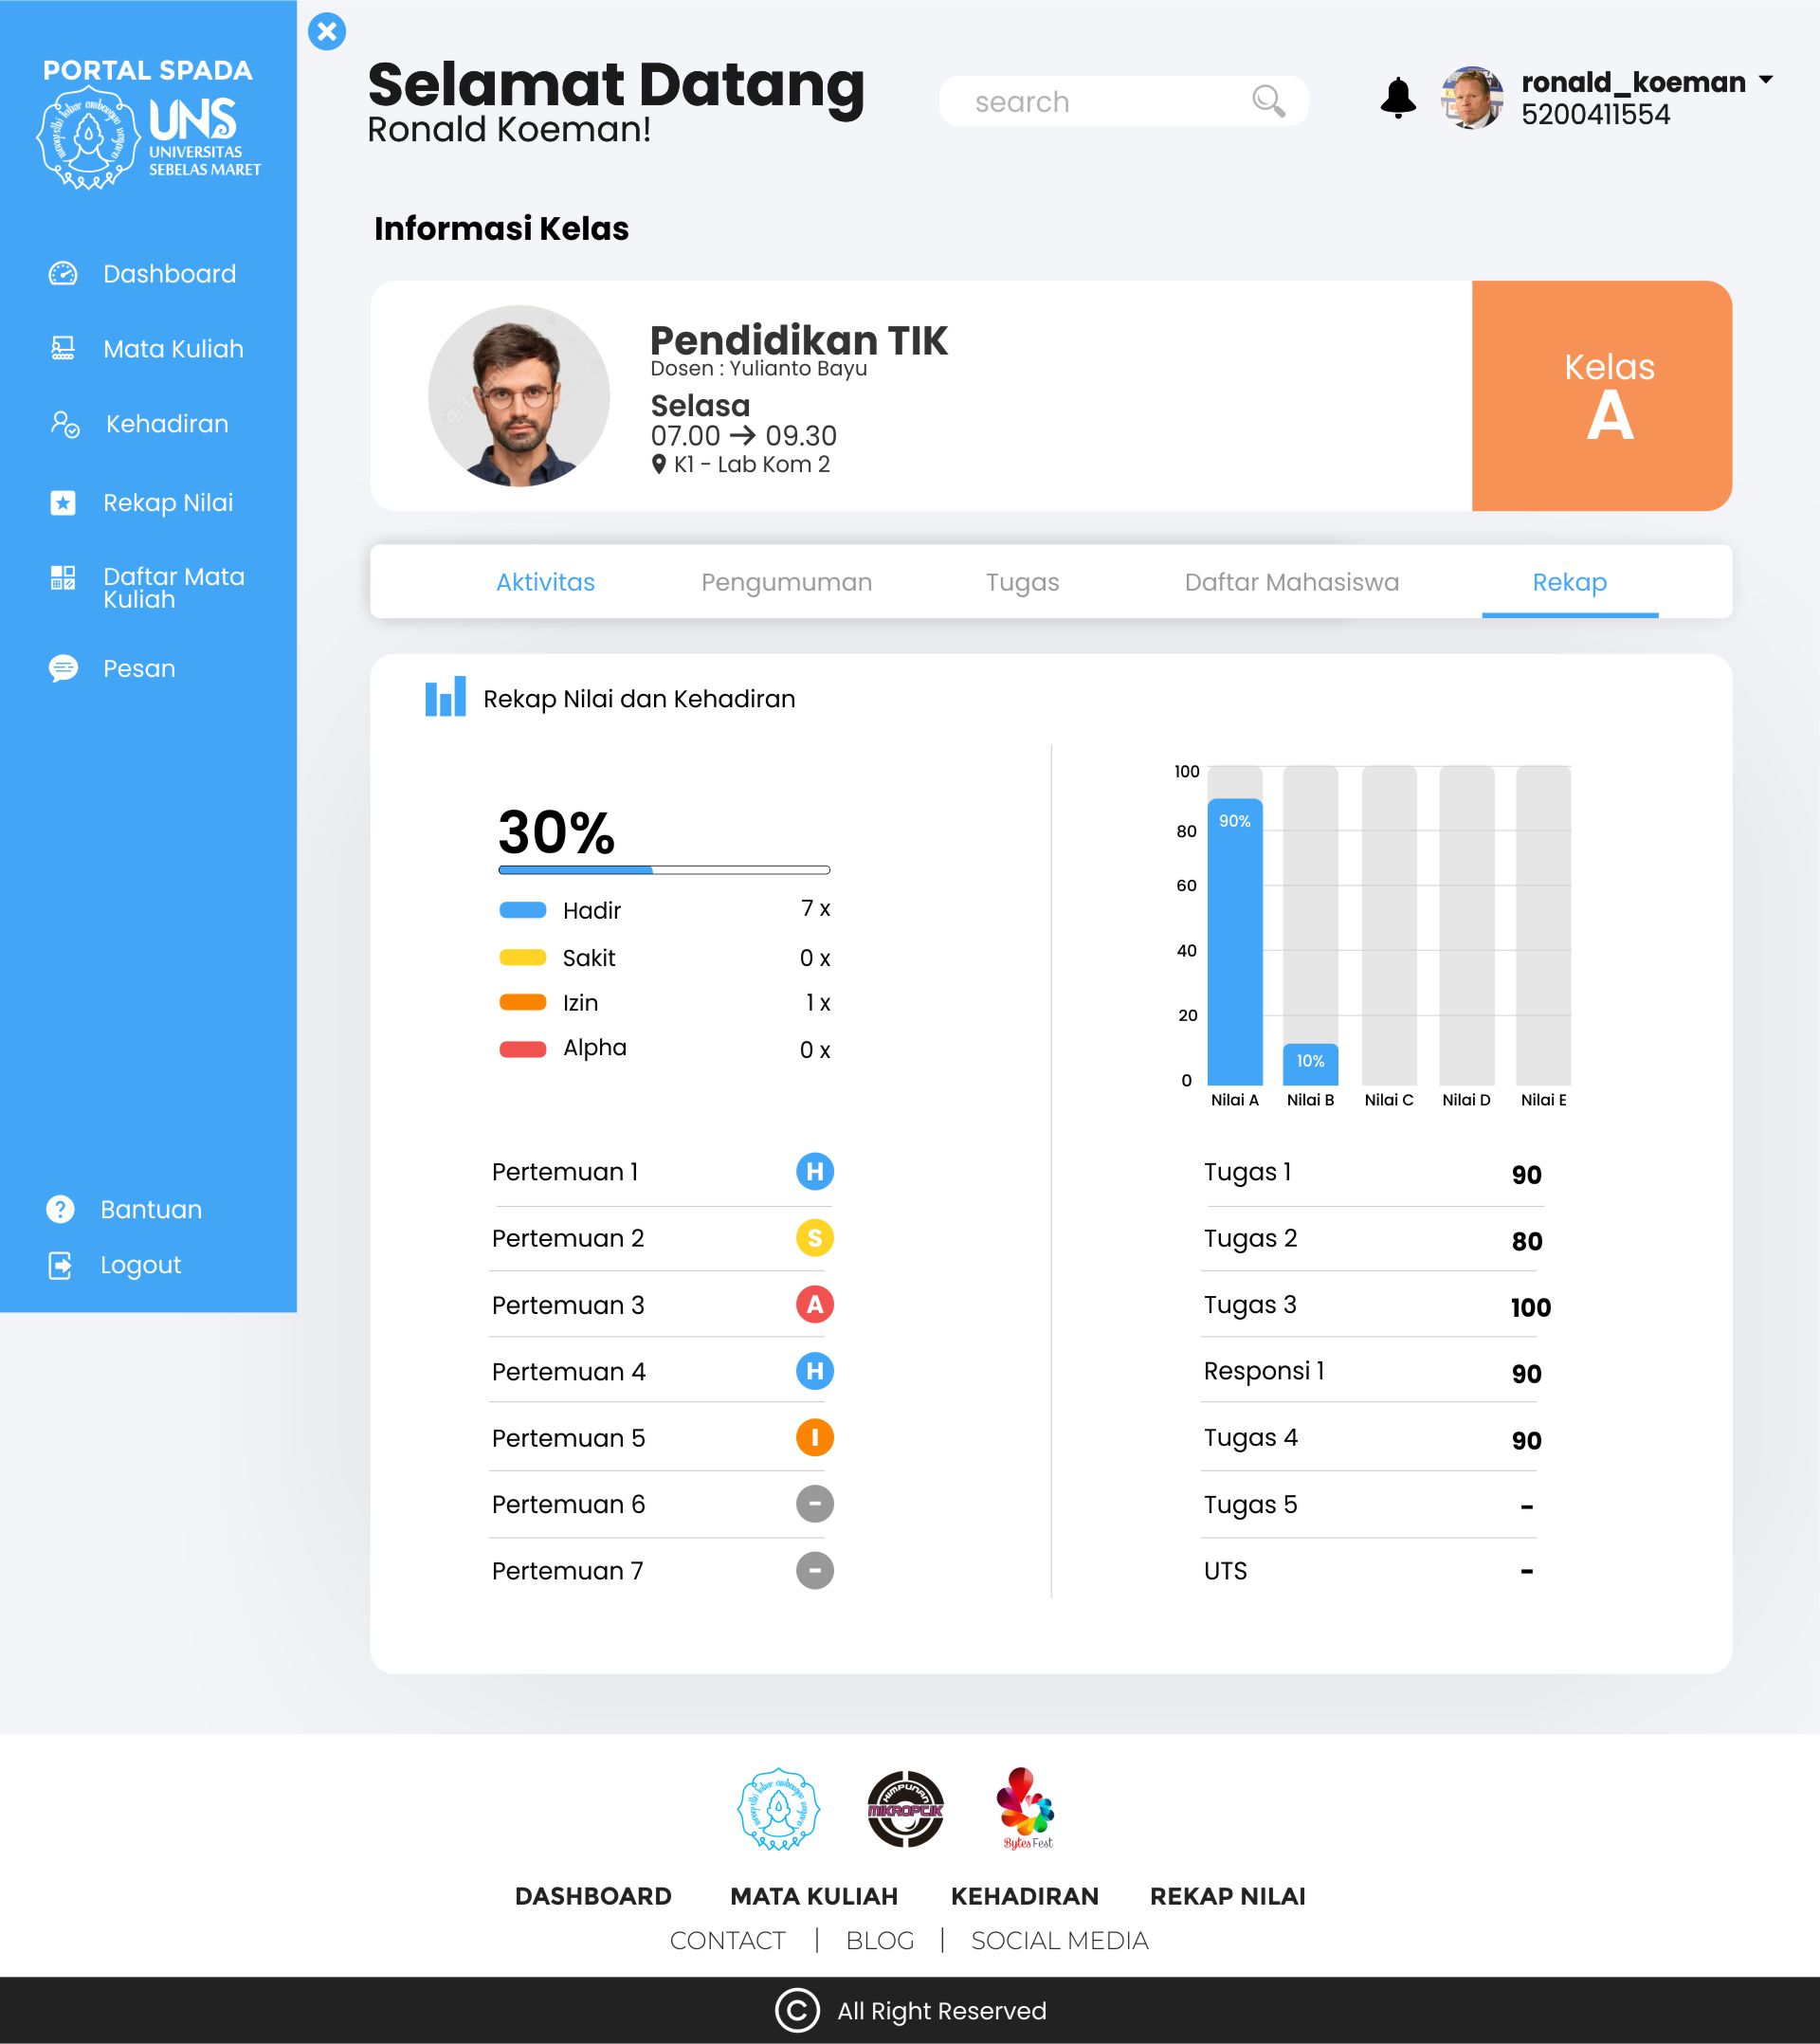 PORTAL SPADA
UNS
UNIVERSITAS
SEBELAS MARET
Dashboard
Mata Kuliah
Kehadiran
Rekap Nilai
Daftar Mata
Kuliah
Pesan
Bantuan
Logout
Selamat Datang
Ronald Koeman!
search
ronald_koeman
5200411554
Informasi Kelas
Pendidikan TIK
Dosen : Yulianto Bayu
Selasa
07.00 → 09.30
K1 - Lab Kom 2
Kelas
A
Aktivitas
Pengumuman
Tugas
Daftar Mahasiswa
Rekap
Rekap Nilai dan Kehadiran
30%
Hadir 7 x
Sakit 0 x
Izin 1 x
Alpha 0 x
Pertemuan 1 H
Pertemuan 2 S
Pertemuan 3 A
Pertemuan 4 H
Pertemuan 5 I
Pertemuan 6 -
Pertemuan 7 -
100
80
60
40
20
0
90%
10%
Nilai A Nilai B Nilai C Nilai D Nilai E
Tugas 1 90
Tugas 2 80
Tugas 3 100
Responsi 1 90
Tugas 4 90
Tugas 5 -
UTS -
HIMPUNAN
MIKROPTIK
Bytes Fest
DASHBOARD MATA KULIAH KEHADIRAN REKAP NILAI
CONTACT | BLOG | SOCIAL MEDIA
© All Right Reserved